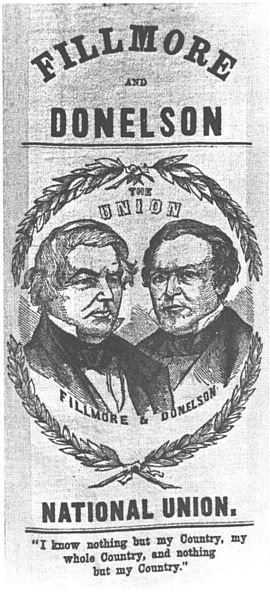 FILLMORE
AND
DONELSON
THE
UNION
FILLMORE & DONELSON
NATIONAL UNION.
"I know nothing but my Country, my
whole Country, and nothing
but my Country."